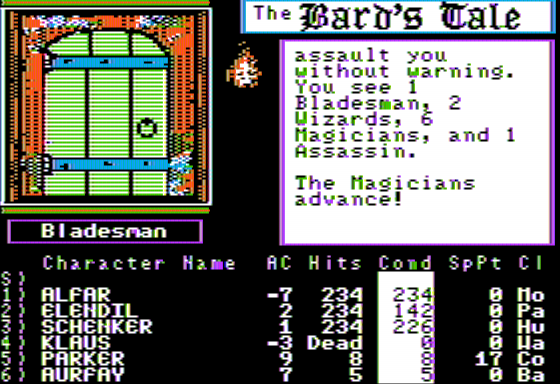 The Bard's Tale
assault you
without warning.
You see 1
Bladesman, 2
Wizards, 6
Magicians, and 1
Assassin.
The Magicians
advance!
Bladesman
Character Name AC Hits Cond SpPt Cl
S)
1) ALFAR -7 234 234 0 Mo
2) ELENDIL 2 234 142 0 Pa
3) SCHENKER 1 234 226 0 Hu
4) KLAUS -3 Dead 0 0 Wa
5) PARKER 9 8 8 17 Co
6) AURFAY 7 5 5 0 Ba